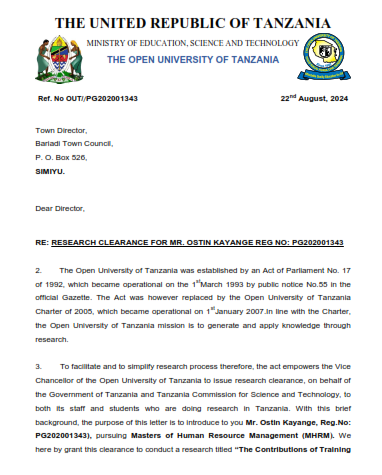 THE UNITED REPUBLIC OF TANZANIA
MINISTRY OF EDUCATION, SCIENCE AND TECHNOLOGY
THE OPEN UNIVERSITY OF TANZANIA
Ref. No OUT//PG202001343 22nd August, 2024
Town Director,
Bariadi Town Council,
P. O. Box 526,
SIMIYU.
Dear Director,
RE: RESEARCH CLEARANCE FOR MR. OSTIN KAYANGE REG NO: PG202001343
2. The Open University of Tanzania was established by an Act of Parliament No. 17
of 1992, which became operational on the 1stMarch 1993 by public notice No.55 in the
official Gazette. The Act was however replaced by the Open University of Tanzania
Charter of 2005, which became operational on 1stJanuary 2007.In line with the Charter,
the Open University of Tanzania mission is to generate and apply knowledge through
research.
3. To facilitate and to simplify research process therefore, the act empowers the Vice
Chancellor of the Open University of Tanzania to issue research clearance, on behalf of
the Government of Tanzania and Tanzania Commission for Science and Technology, to
both its staff and students who are doing research in Tanzania. With this brief
background, the purpose of this letter is to introduce to you Mr. Ostin Kayange, Reg.No:
PG202001343), pursuing Masters of Human Resource Management (MHRM). We
here by grant this clearance to conduct a research titled "The Contributions of Training